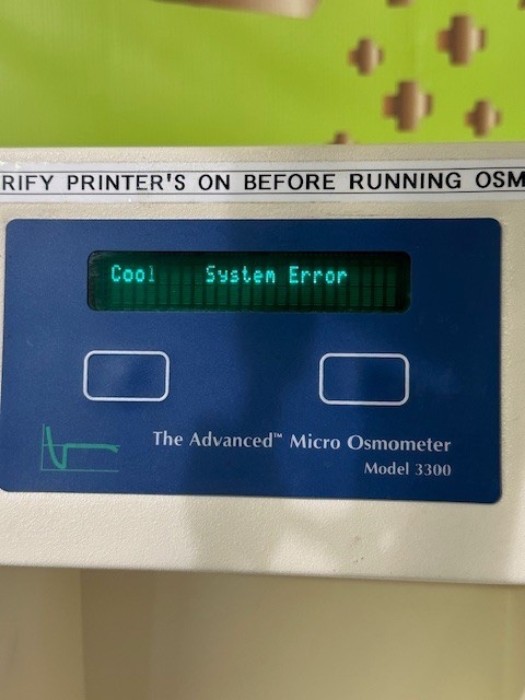 RIFY PRINTER'S ON BEFORE RUNNING OSM
Cool System Error
The Advanced™ Micro Osmometer
Model 3300